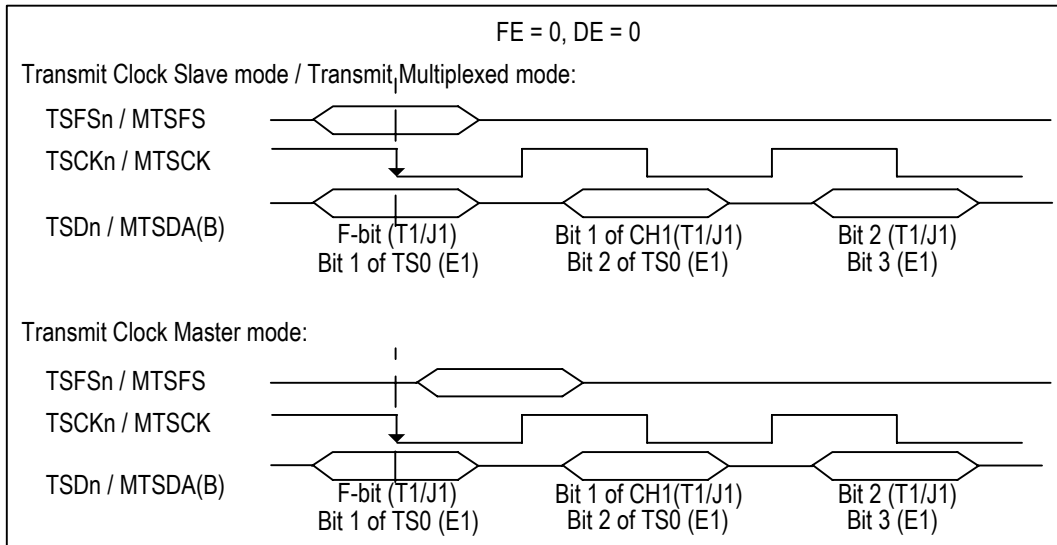 FE = 0, DE = 0
Transmit Clock Slave mode / Transmit Multiplexed mode:
TSFSn / MTSFS
TSCKn / MTSCK
TSDn / MTSDA(B)
F-bit (T1/J1)
Bit 1 of TS0 (E1)
Bit 1 of CH1(T1/J1)
Bit 2 of TS0 (E1)
Bit 2 (T1/J1)
Bit 3 (E1)
Transmit Clock Master mode:
TSFSn / MTSFS
TSCKn / MTSCK
TSDn / MTSDA(B)
F-bit (T1/J1)
Bit 1 of TS0 (E1)
Bit 1 of CH1(T1/J1)
Bit 2 of TS0 (E1)
Bit 2 (T1/J1)
Bit 3 (E1)